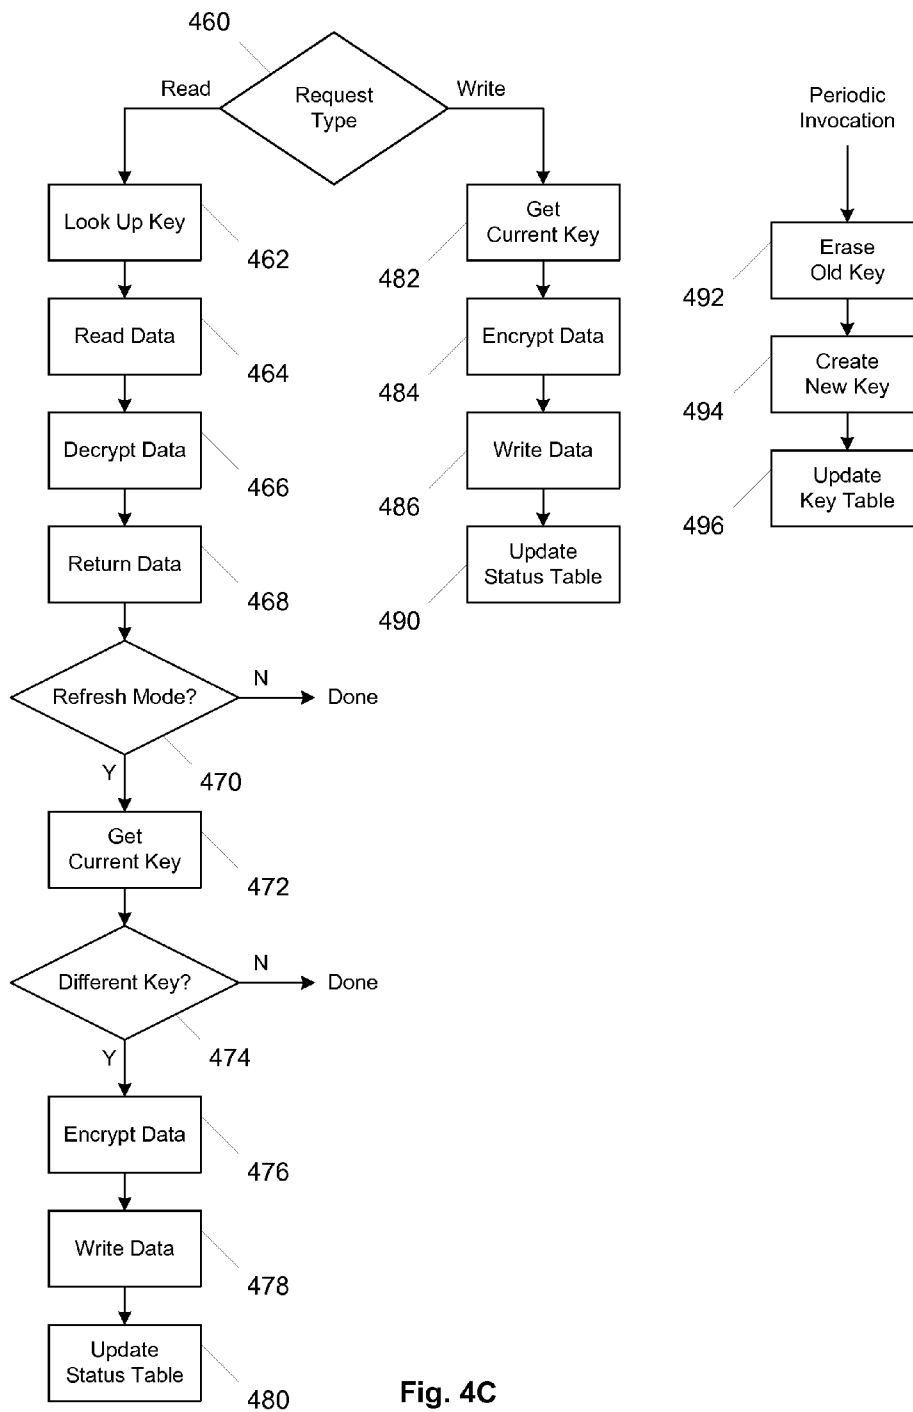 460
Read
Write
Request
Type
Look Up Key
462
Read Data
464
Decrypt Data
466
Return Data
468
Refresh Mode?
N
Done
470
Y
Get
Current Key
472
Different Key?
N
Done
474
Y
Encrypt Data
476
Write Data
478
Update
Status Table
480
Get
Current Key
482
Encrypt Data
484
Write Data
486
Update
Status Table
490
Periodic
Invocation
Erase
Old Key
492
Create
New Key
494
Update
Key Table
496
Fig. 4C